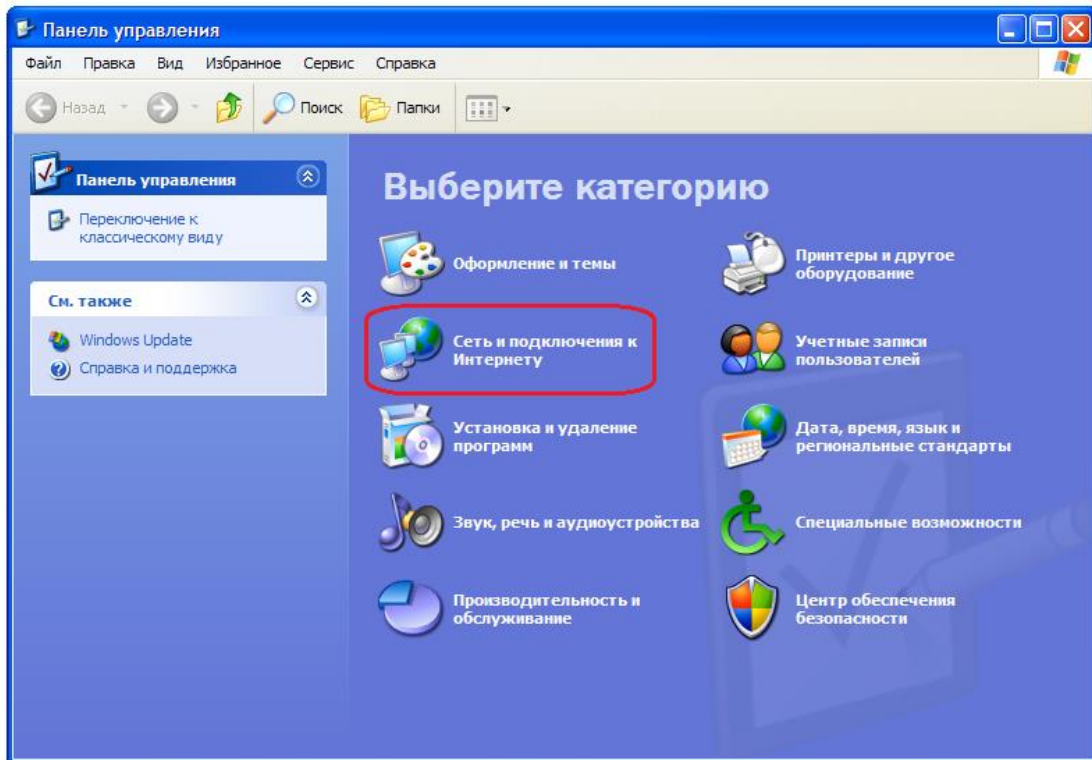 Панель управления
Файл Правка Вид Избранное Сервис Справка
Назад Поиск Папки
Панель управления
Переключение к
классическому виду
См. также
Windows Update
Справка и поддержка
Выберите категорию
Оформление и темы
Принтеры и другое
оборудование
Сеть и подключения к
Интернету
Учетные записи
пользователей
Установка и удаление
программ
Дата, время, язык и
региональные стандарты
Звук, речь и аудиоустройства
Специальные возможности
Производительность и
обслуживание
Центр обеспечения
безопасности